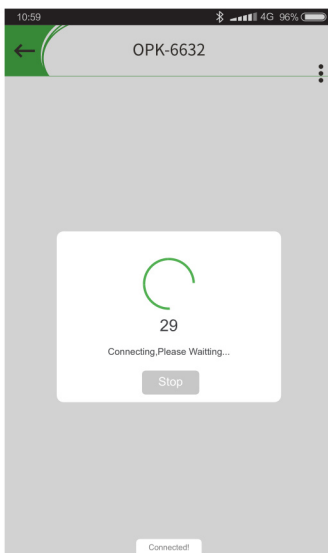 10:59 4G 96%
OPK-6632
29
Connecting,Please Waitting...
Stop
Connected!